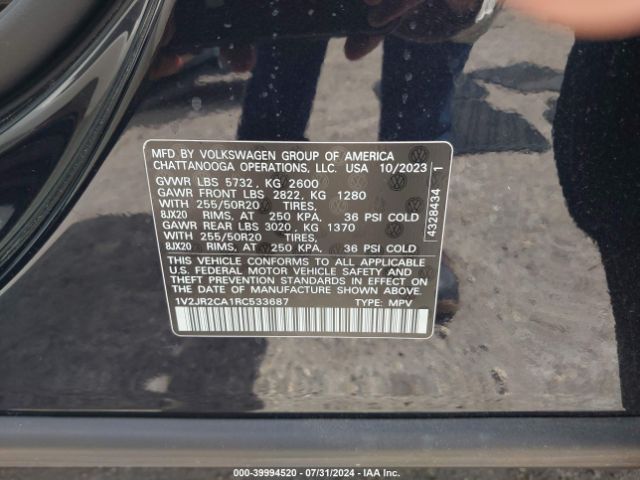 MFD BY VOLKSWAGEN GROUP OF AMERICA
CHATTANOOGA OPERATIONS, LLC. USA 10/2023
GVWR LBS 5732, KG 2600
GAWR FRONT LBS 2822, KG 1280
WITH 255/50R20 TIRES,
8JX20 RIMS, AT 250 KPA, 36 PSI COLD
GAWR REAR LBS 3020, KG 1370
WITH 255/50R20 TIRES,
8JX20 RIMS, AT 250 KPA, 36 PSI COLD
THIS VEHICLE CONFORMS TO ALL APPLICABLE
U.S. FEDERAL MOTOR VEHICLE SAFETY AND
THEFT PREVENTION STANDARDS IN EFFECT ON
THE DATE OF MANUFACTURE SHOWN ABOVE
1V2JR2CA1RC533687 TYPE: MPV
4328434 1
000-39994520 - 07/31/2024 - IAA Inc.